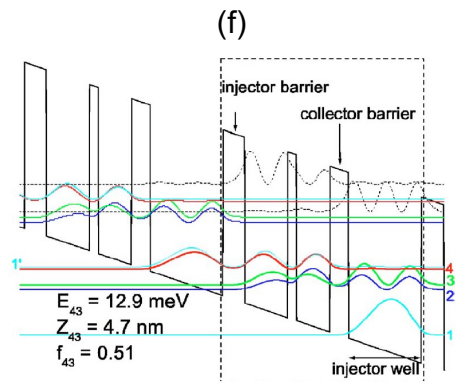 (f)
injector barrier
collector barrier
1'
4
3
2
E43 = 12.9 meV
Z43 = 4.7 nm
f43 = 0.51
1
injector well